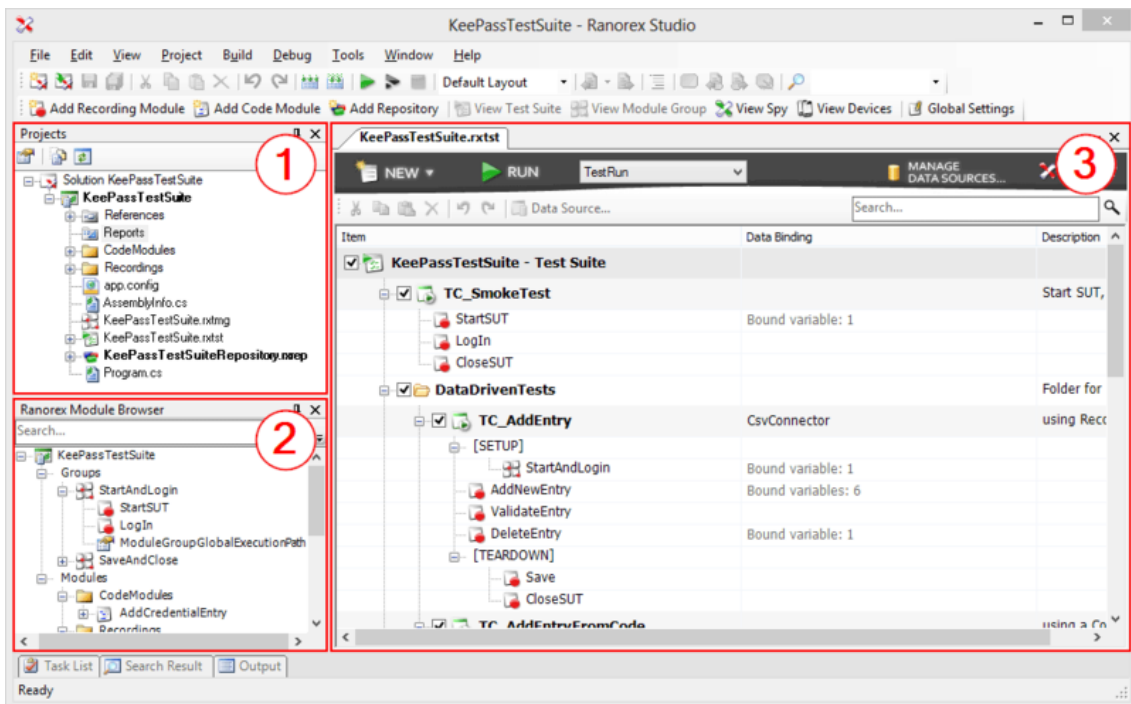 KeePassTestSuite - Ranorex Studio
File Edit View Project Build Debug Tools Window Help
Default Layout
Add Recording Module Add Code Module Add Repository View Test Suite View Module Group View Spy View Devices Global Settings
Projects
1
Solution KeePassTestSuite
KeePassTestSuite
References
Reports
CodeModules
Recordings
app.config
AssemblyInfo.cs
KeePassTestSuite.rxtmg
KeePassTestSuite.rxtst
KeePassTestSuiteRepository.rxrep
Program.cs
Ranorex Module Browser
Search...
2
KeePassTestSuite
Groups
StartAndLogin
StartSUT
LogIn
ModuleGroupGlobalExecutionPath
SaveAndClose
Modules
CodeModules
AddCredentialEntry
Recordings
KeePassTestSuite.rxtst
3
NEW RUN TestRun MANAGE
DATA SOURCES...
Data Source... Search...
Item Data Binding Description
KeePassTestSuite - Test Suite
TC_SmokeTest Start SUT,
StartSUT Bound variable: 1
LogIn
CloseSUT
DataDrivenTests Folder for
TC_AddEntry CsvConnector using Reco
[SETUP]
StartAndLogin Bound variable: 1
AddNewEntry Bound variables: 6
ValidateEntry
DeleteEntry Bound variable: 1
[TEARDOWN]
Save
CloseSUT
TC_AddEntryFromCode using a Co
Task List Search Result Output
Ready